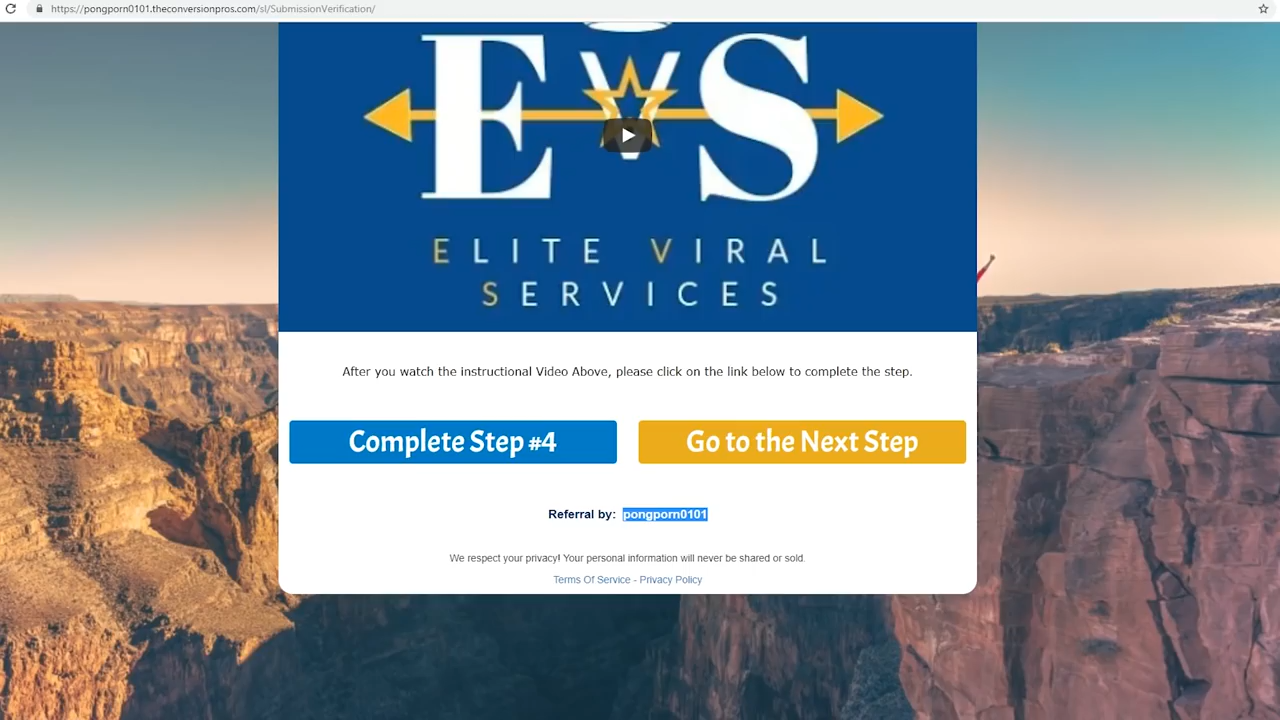 https://pongporn0101.theconversionpros.com/sl/SubmissionVerification/
EVS
ELITE VIRAL
SERVICES
After you watch the instructional Video Above, please click on the link below to complete the step.
Complete Step #4
Go to the Next Step
Referral by: pongporn0101
We respect your privacy! Your personal information will never be shared or sold.
Terms Of Service - Privacy Policy